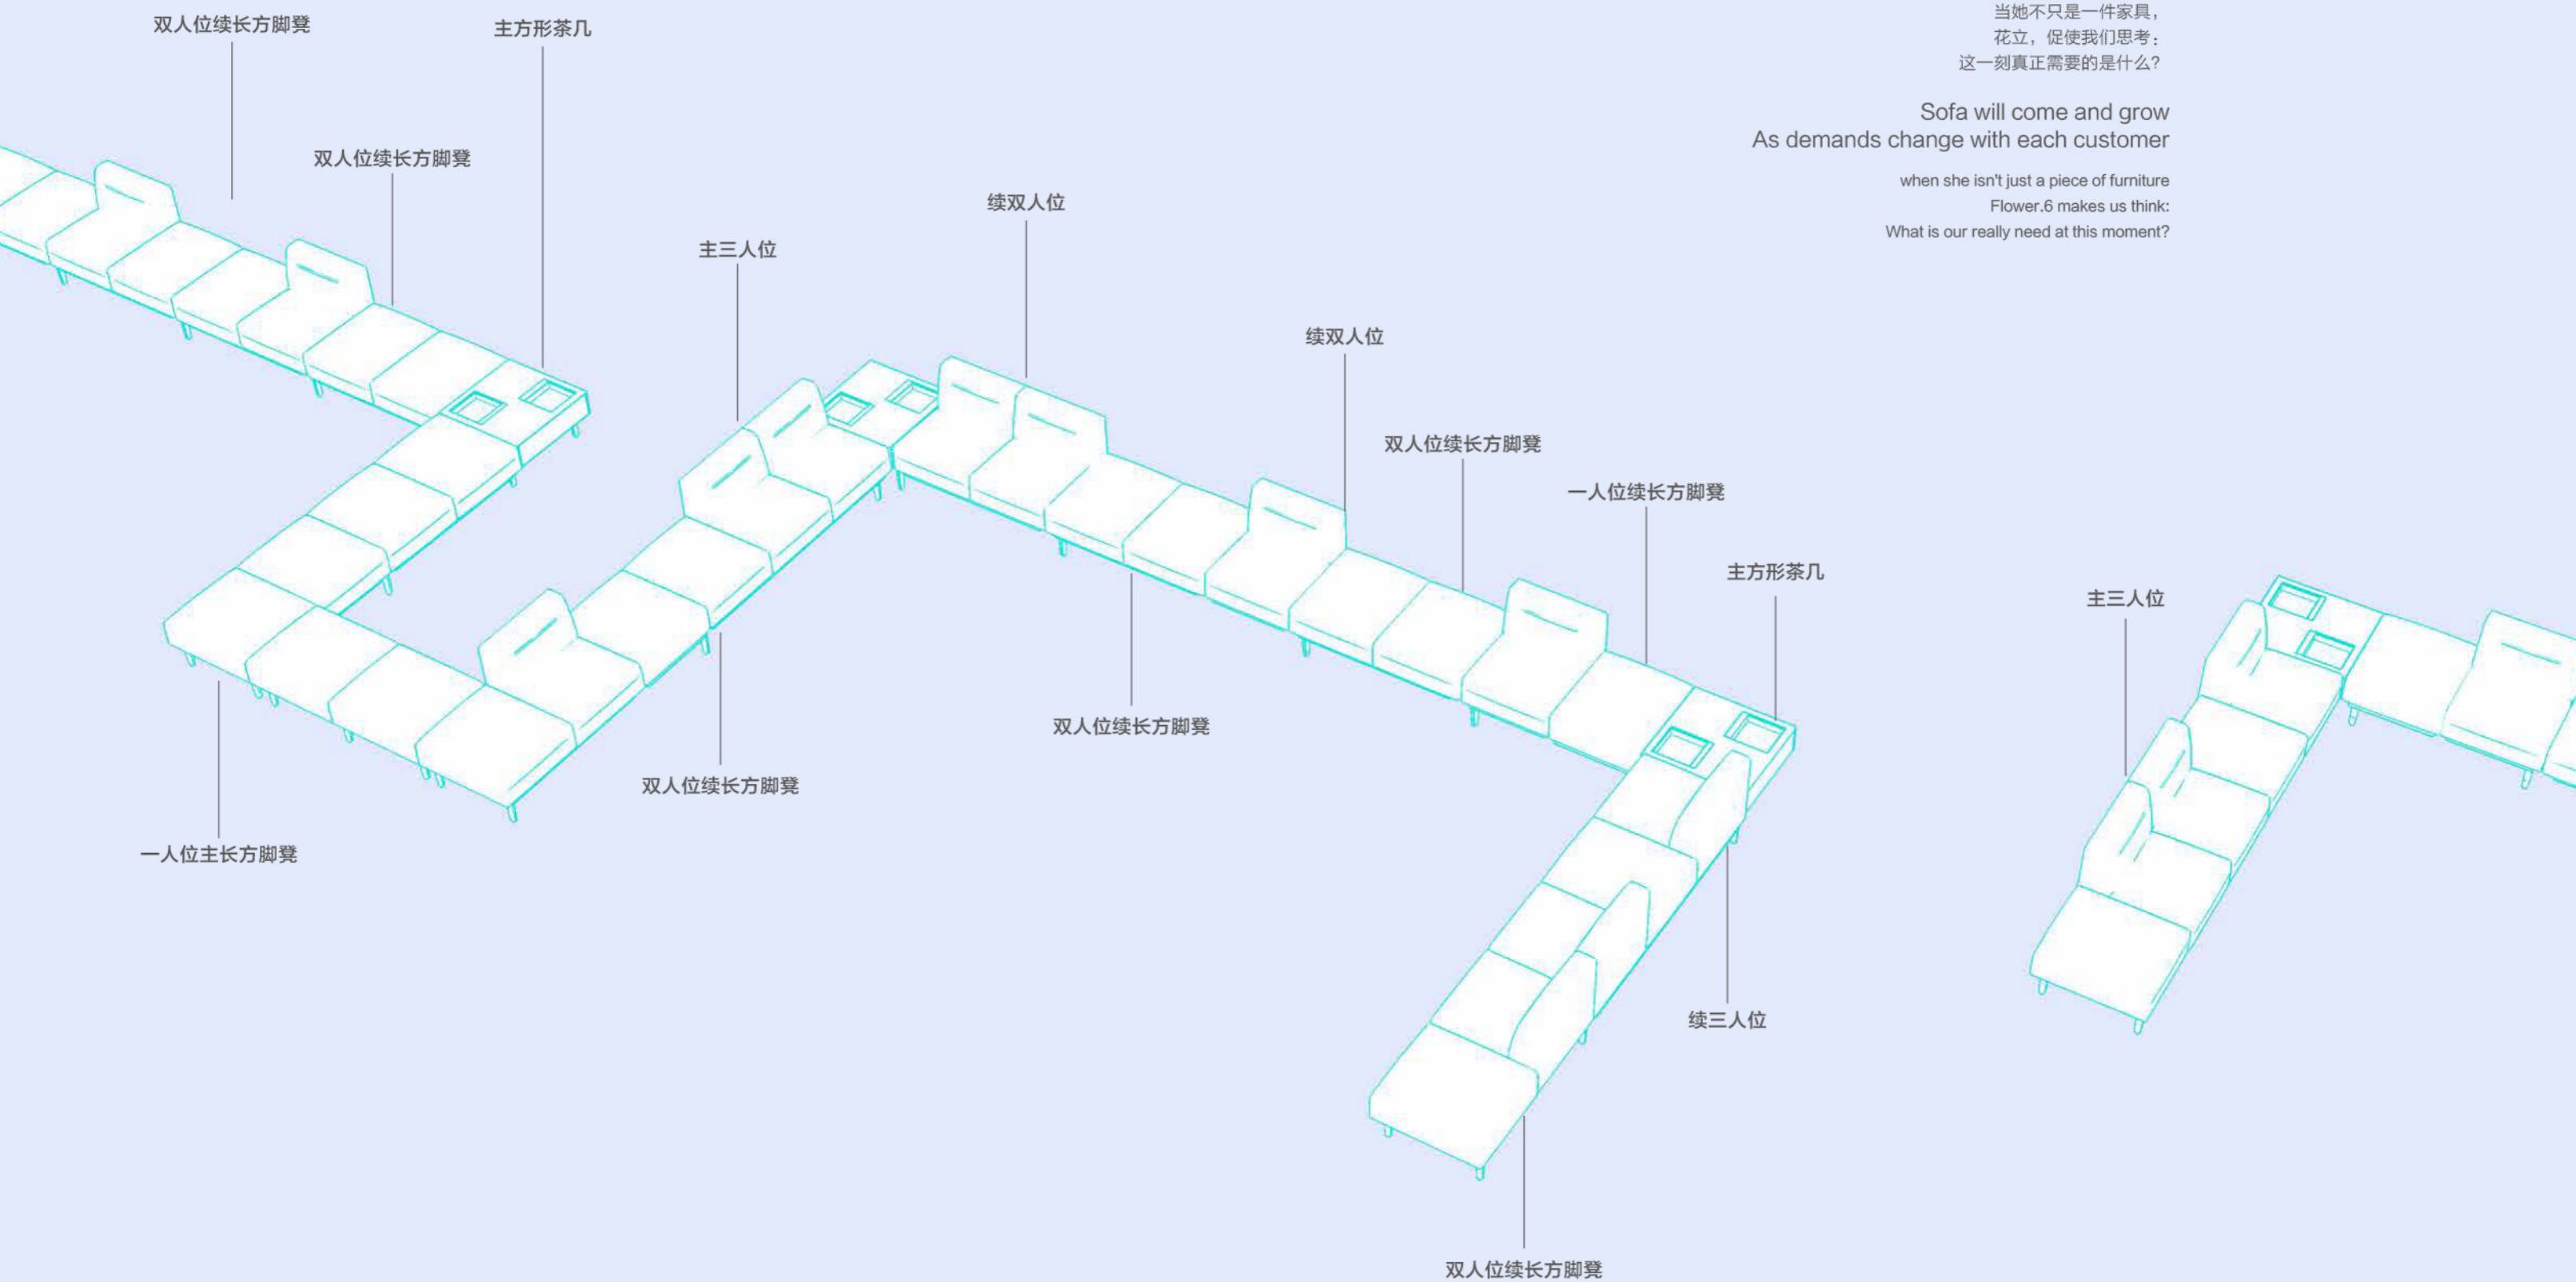 当她不只是一件家具，
花立，促使我们思考：
这一刻真正需要的是什么？
Sofa will come and grow
As demands change with each customer
when she isn't just a piece of furniture
Flower.6 makes us think:
What is our really need at this moment?
双人位续长方脚凳
主方形茶几
双人位续长方脚凳
续双人位
主三人位
续双人位
双人位续长方脚凳
一人位续长方脚凳
主方形茶几
主三人位
双人位续长方脚凳
双人位续长方脚凳
一人位主长方脚凳
续三人位
双人位续长方脚凳